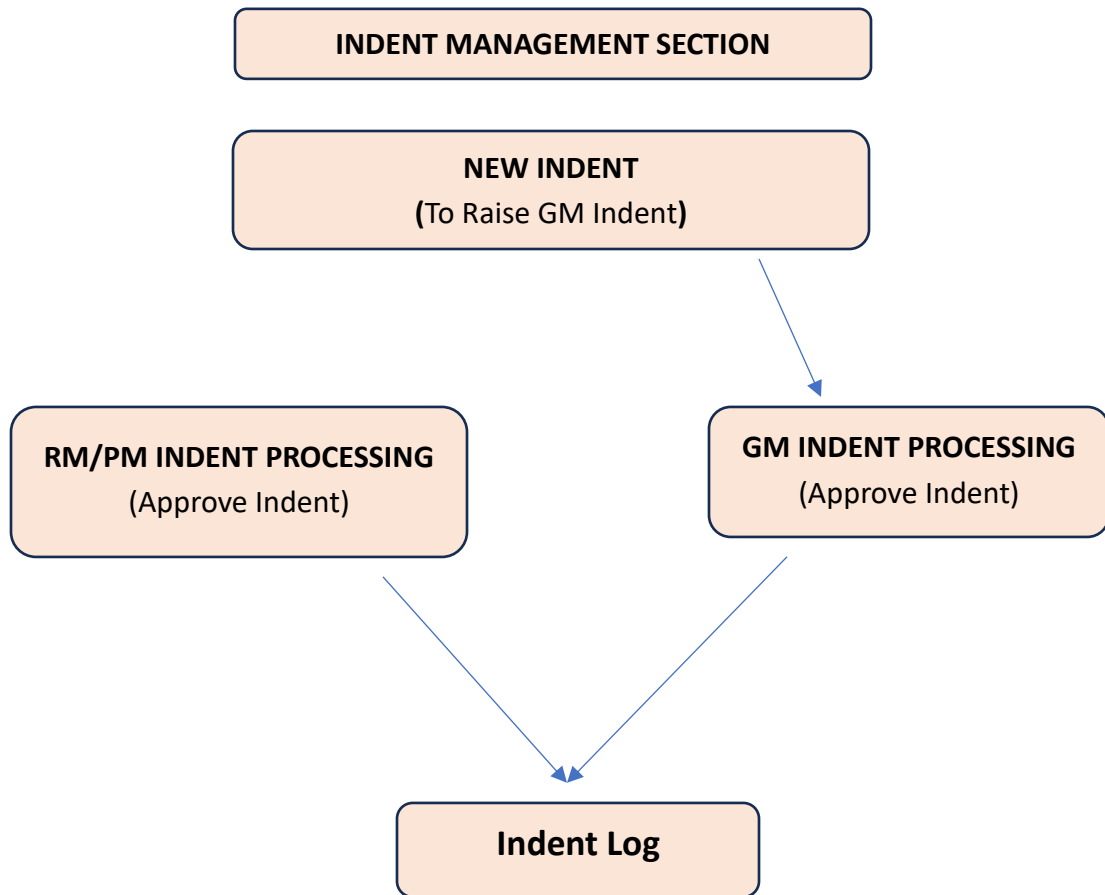 INDENT MANAGEMENT SECTION
NEW INDENT
(To Raise GM Indent)
RM/PM INDENT PROCESSING
(Approve Indent)
GM INDENT PROCESSING
(Approve Indent)
Indent Log